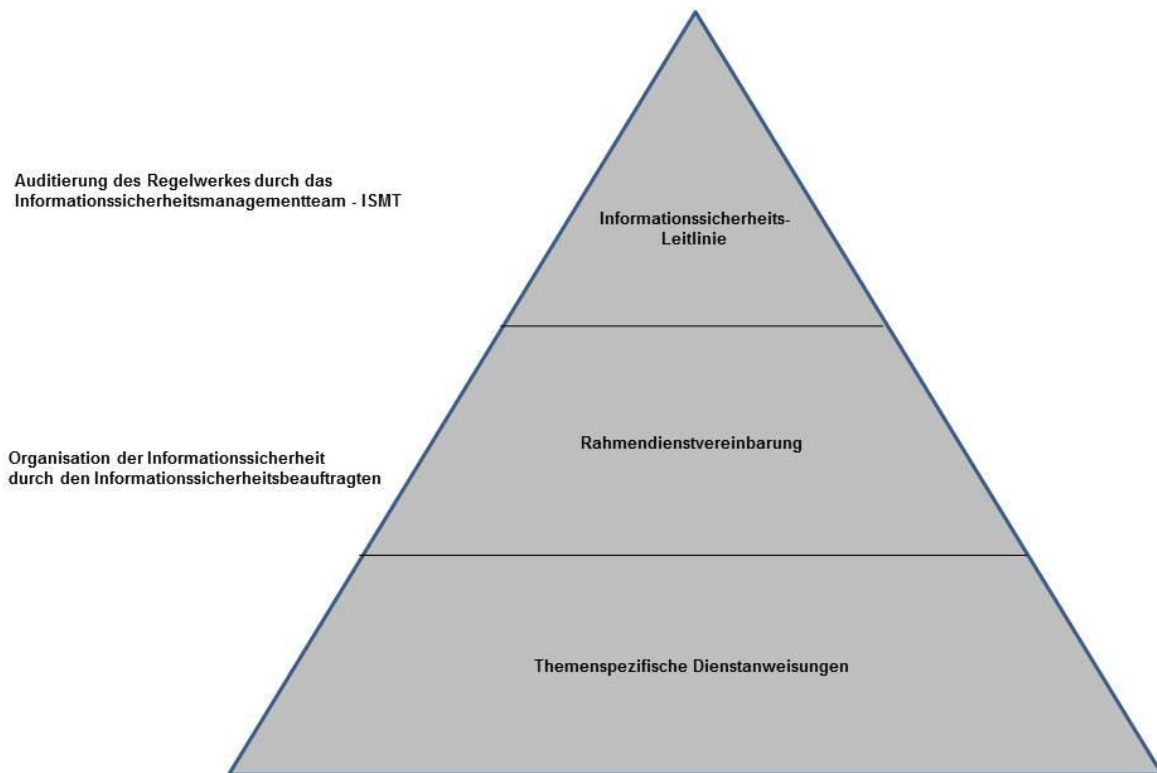 Auditierung des Regelwerkes durch das
Informationssicherheitsmanagementteam - ISMT
Informationssicherheits-
Leitlinie
Rahmendienstvereinbarung
Organisation der Informationssicherheit
durch den Informationssicherheitsbeauftragten
Themenspezifische Dienstanweisungen